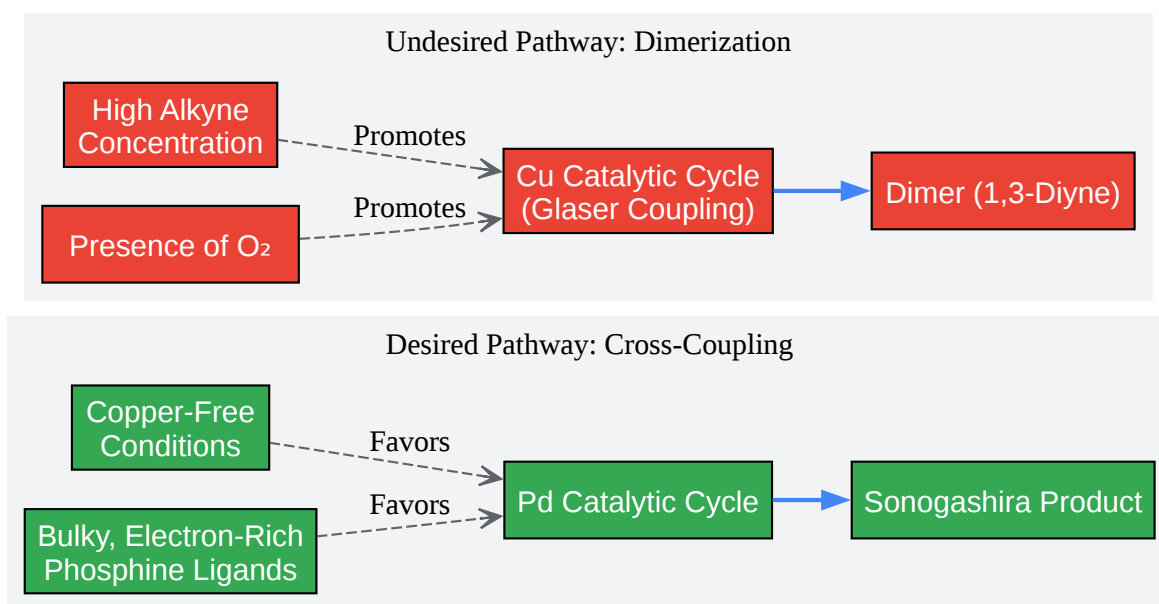 Undesired Pathway: Dimerization
High Alkyne
Concentration
Promotes
Presence of O₂
Promotes
Cu Catalytic Cycle
(Glaser Coupling)
Dimer (1,3-Diyne)
Desired Pathway: Cross-Coupling
Copper-Free
Conditions
Favors
Bulky, Electron-Rich
Phosphine Ligands
Favors
Pd Catalytic Cycle
Sonogashira Product